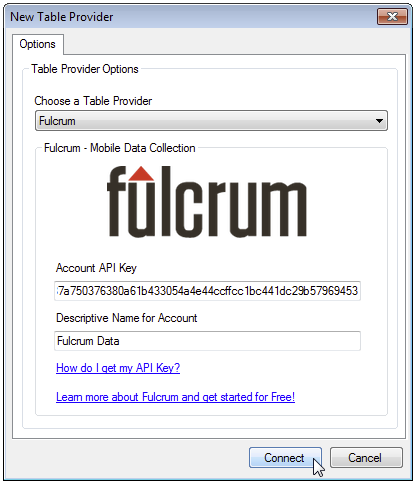 New Table Provider
Options
Table Provider Options
Choose a Table Provider
Fulcrum
Fulcrum - Mobile Data Collection
fulcrum
Account API Key
7a750376380a61b433054a4e44ccffcc1bc441dc29b57969453
Descriptive Name for Account
Fulcrum Data
How do I get my API Key?
Learn more about Fulcrum and get started for Free!
Connect
Cancel